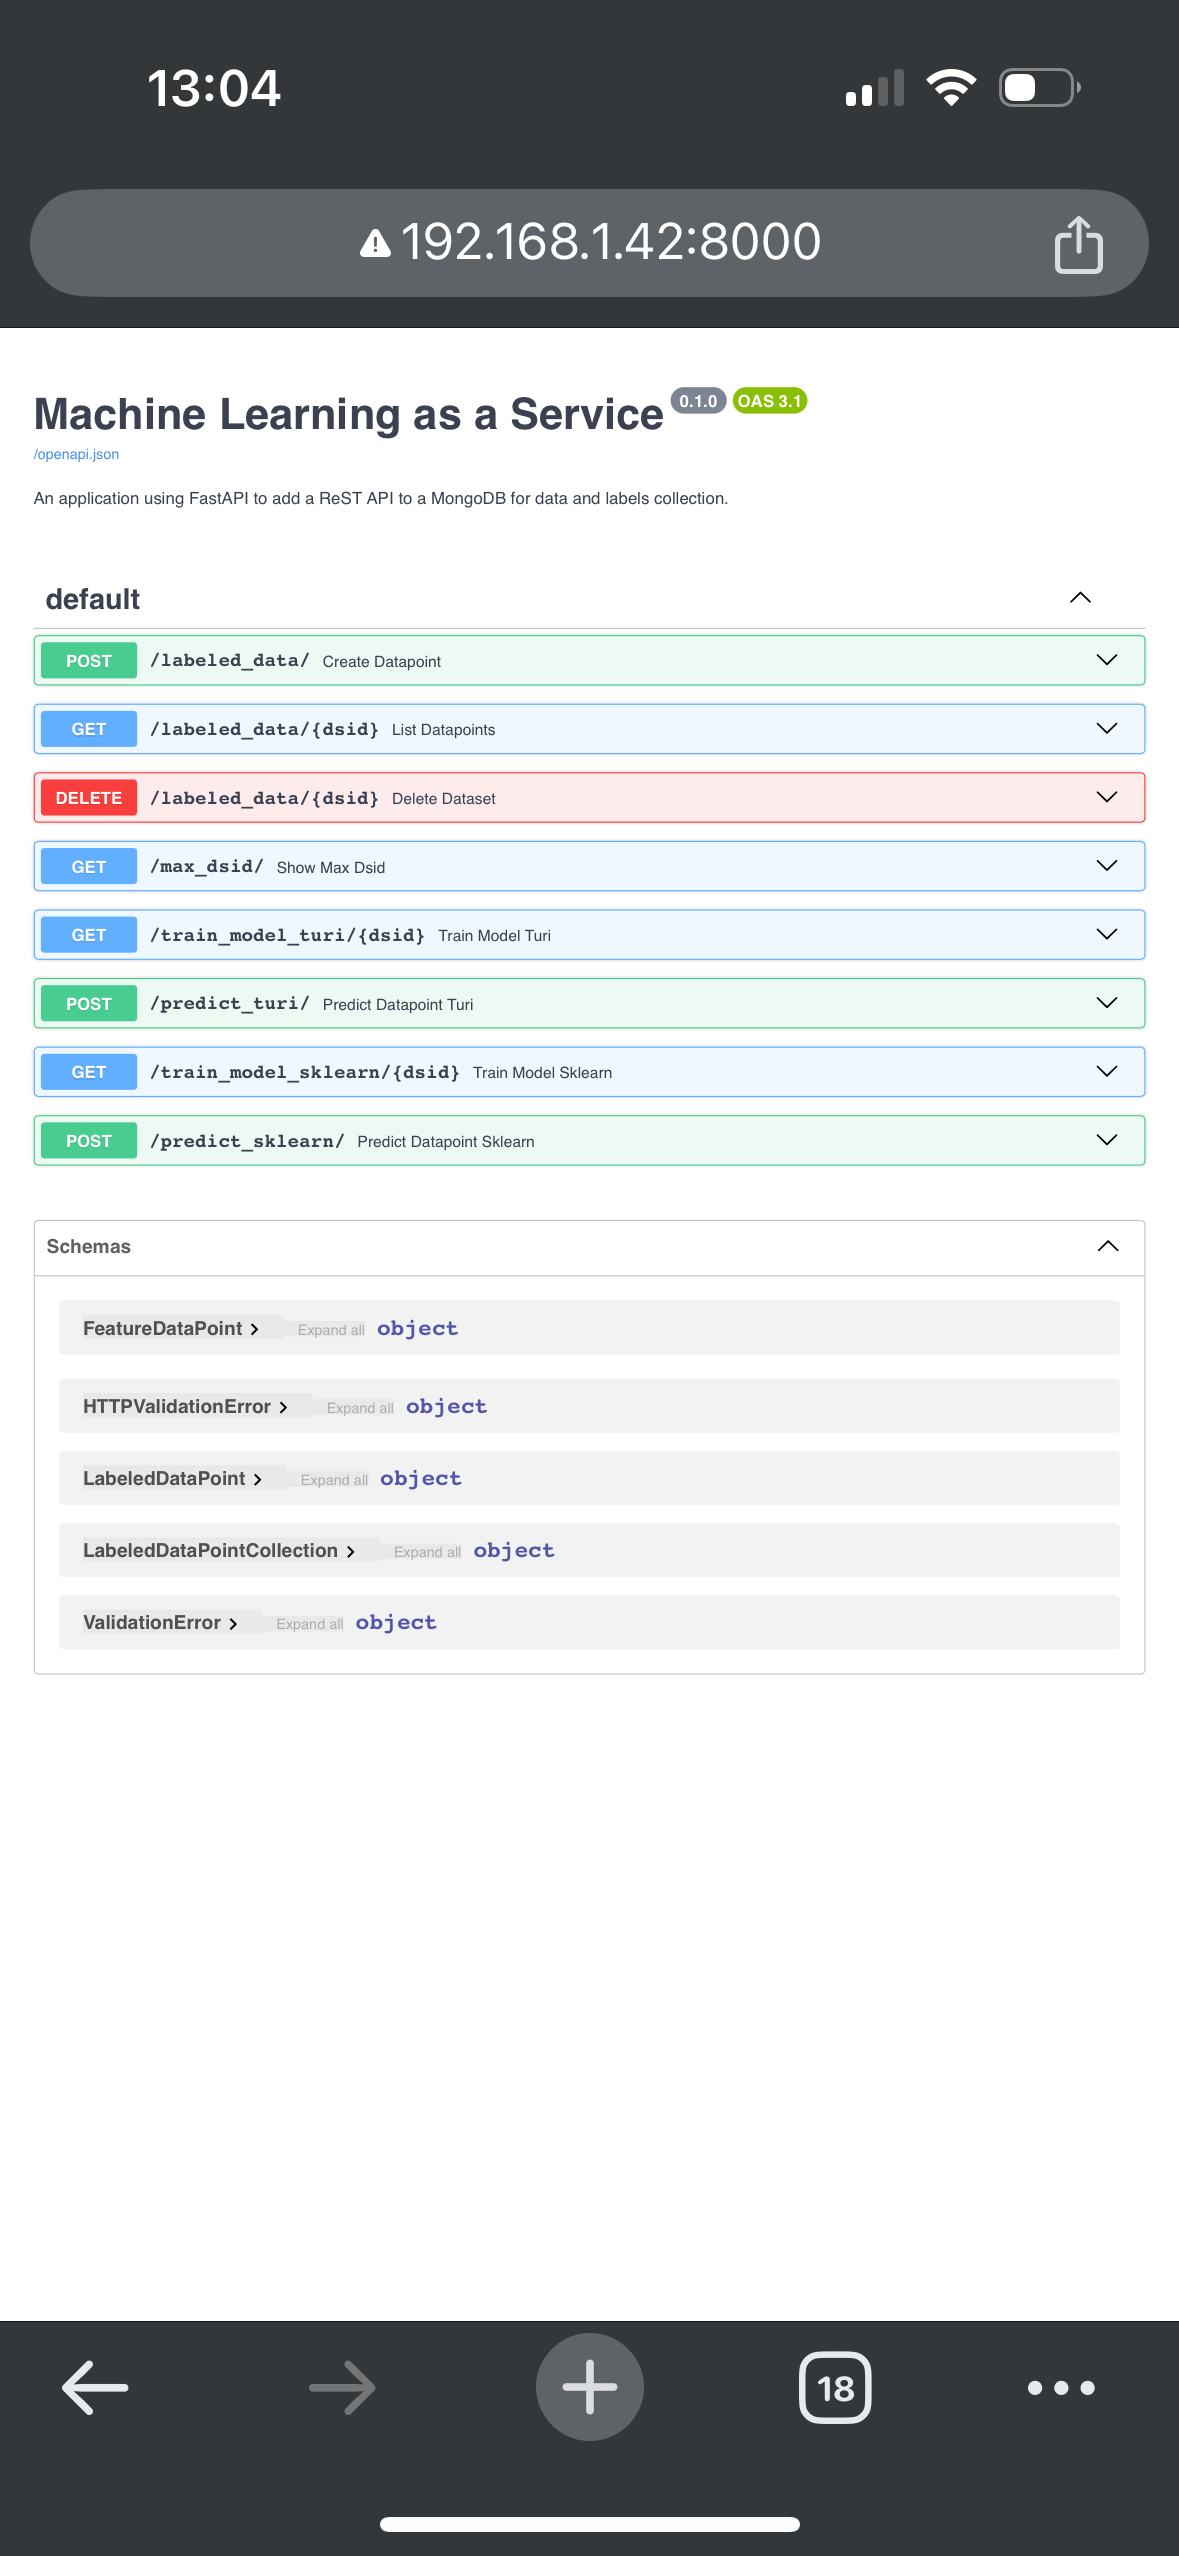 13:04
192.168.1.42:8000
Machine Learning as a Service 0.1.0 OAS 3.1
/openapi.json
An application using FastAPI to add a ReST API to a MongoDB for data and labels collection.
default
POST /labeled_data/ Create Datapoint
GET /labeled_data/{dsid} List Datapoints
DELETE /labeled_data/{dsid} Delete Dataset
GET /max_dsid/ Show Max Dsid
GET /train_model_turi/{dsid} Train Model Turi
POST /predict_turi/ Predict Datapoint Turi
GET /train_model_sklearn/{dsid} Train Model Sklearn
POST /predict_sklearn/ Predict Datapoint Sklearn
Schemas
FeatureDataPoint Expand all object
HTTPValidationError Expand all object
LabeledDataPoint Expand all object
LabeledDataPointCollection Expand all object
ValidationError Expand all object
18